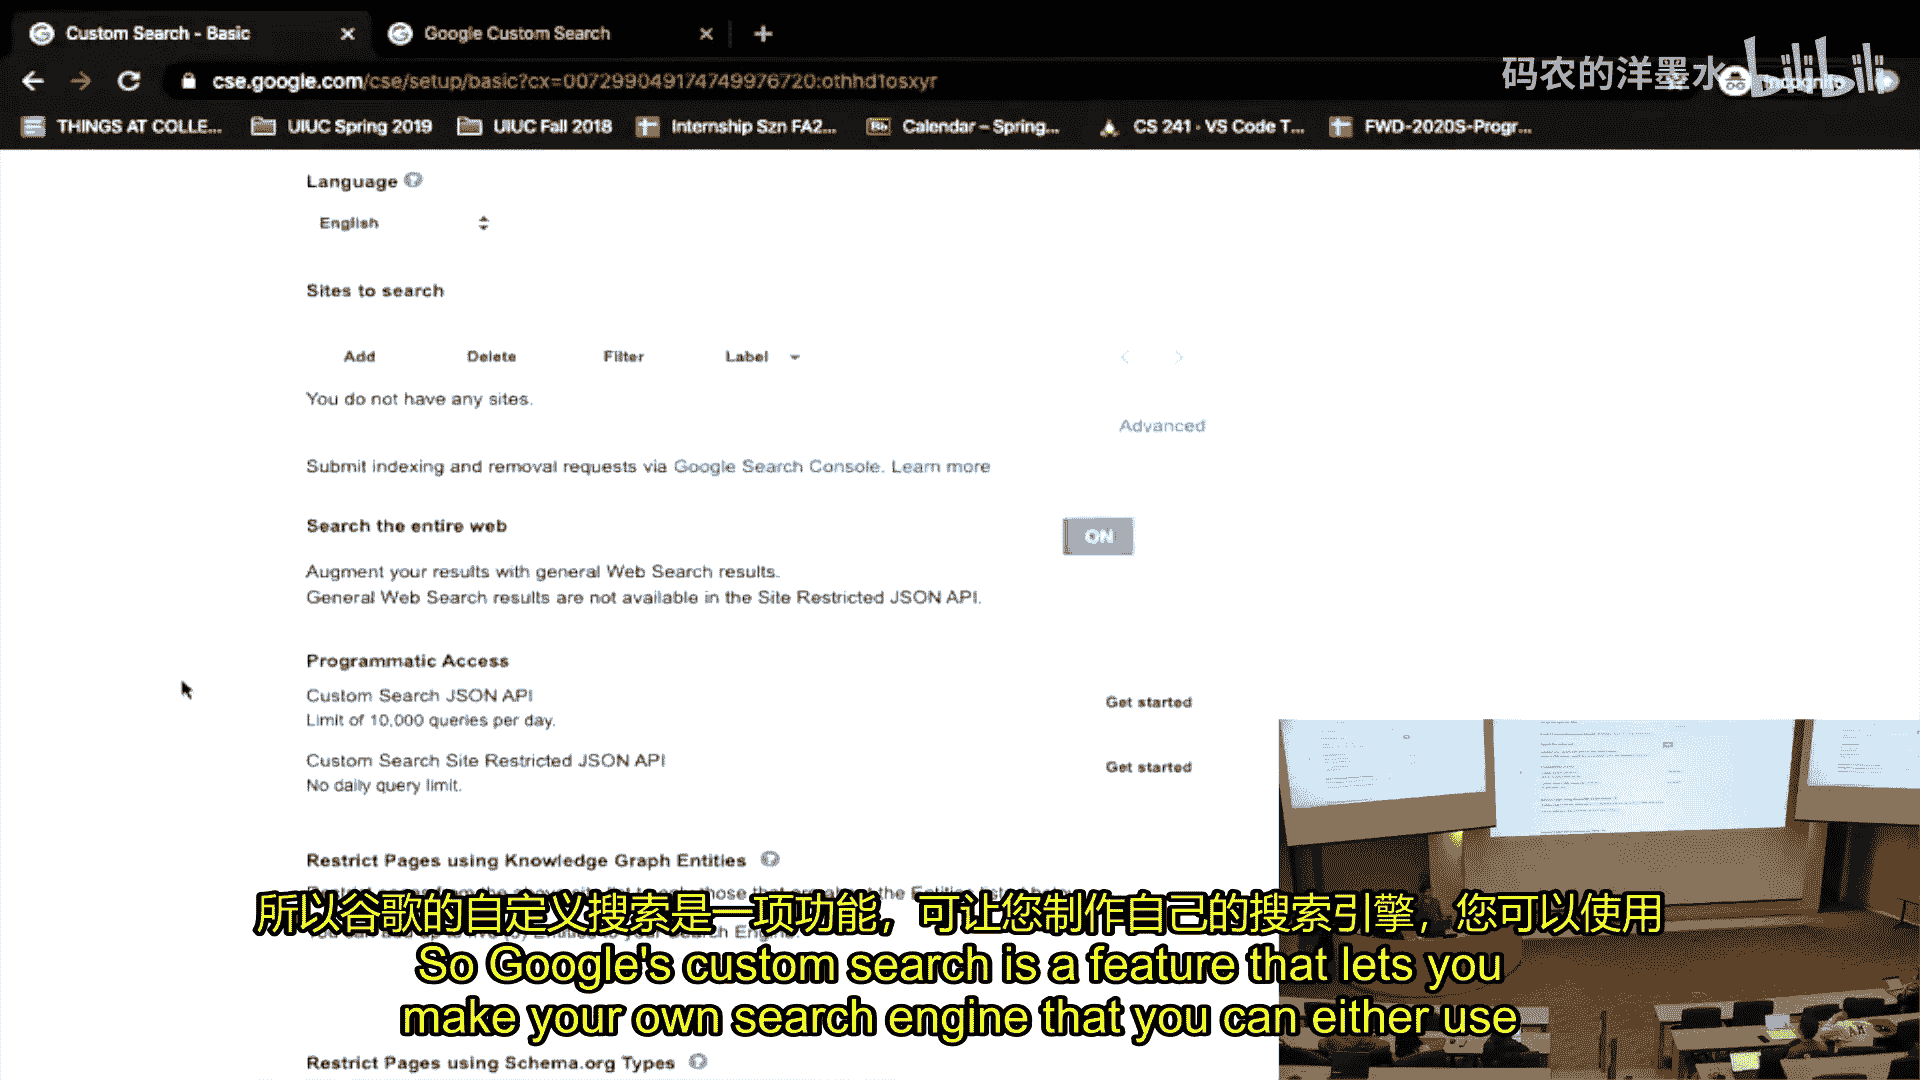 Custom Search - Basic
Google Custom Search
cse.google.com/cse/setup/basic?cx=007299049174749976720:othhd1osxyr
码农的洋墨水
bilibili
THINGS AT COLLE...
UIUC Spring 2019
UIUC Fall 2018
Internship Szn FA2...
Calendar – Spring...
CS 241 - VS Code T...
FWD-2020S-Progr...
Language
English
Sites to search
Add
Delete
Filter
Label
You do not have any sites.
Advanced
Submit indexing and removal requests via Google Search Console. Learn more
Search the entire web
ON
Augment your results with general Web Search results.
General Web Search results are not available in the Site Restricted JSON API.
Programmatic Access
Custom Search JSON API
Get started
Limit of 10,000 queries per day.
Custom Search Site Restricted JSON API
Get started
No daily query limit.
Restrict Pages using Knowledge Graph Entities
所以谷歌的自定义搜索是一项功能，可让您制作自己的搜索引擎，您可以使用
So Google's custom search is a feature that lets you
make your own search engine that you can either use
Restrict Pages using Schema.org Types